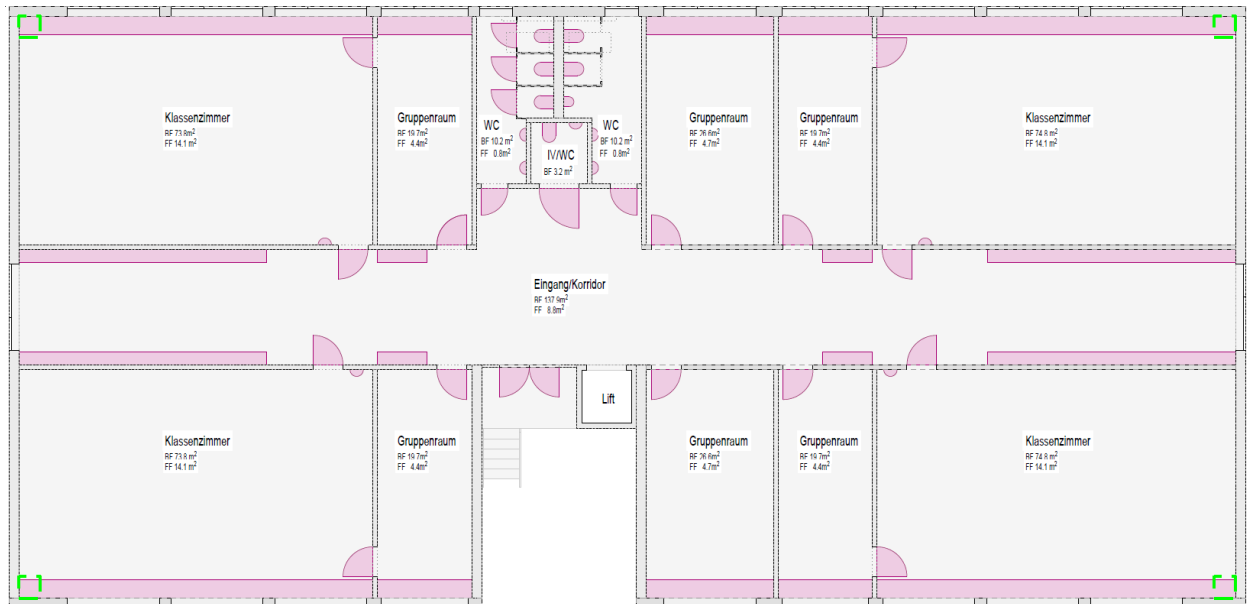 Klassenzimmer
BF 73.8m²
FF 14.1 m²
Gruppenraum
BF 19.7m²
FF 4.4m²
WC
BF 10.2 m²
FF 0.8m²
IV/WC
BF 3.2 m²
WC
BF 10.2 m²
FF 0.8m²
Gruppenraum
BF 26.6m²
FF 4.7m²
Gruppenraum
BF 19.7m²
FF 4.4m²
Klassenzimmer
BF 74.8 m²
FF 14.1 m²
Eingang/Korridor
BF 137.9m²
FF 8.8m²
Klassenzimmer
BF 73.8 m²
FF 14.1 m²
Gruppenraum
BF 19.7m²
FF 4.4m²
Lift
Gruppenraum
BF 26.6m²
FF 4.7m²
Gruppenraum
BF 19.7m²
FF 4.4m²
Klassenzimmer
BF 74.8 m²
FF 14.1 m²